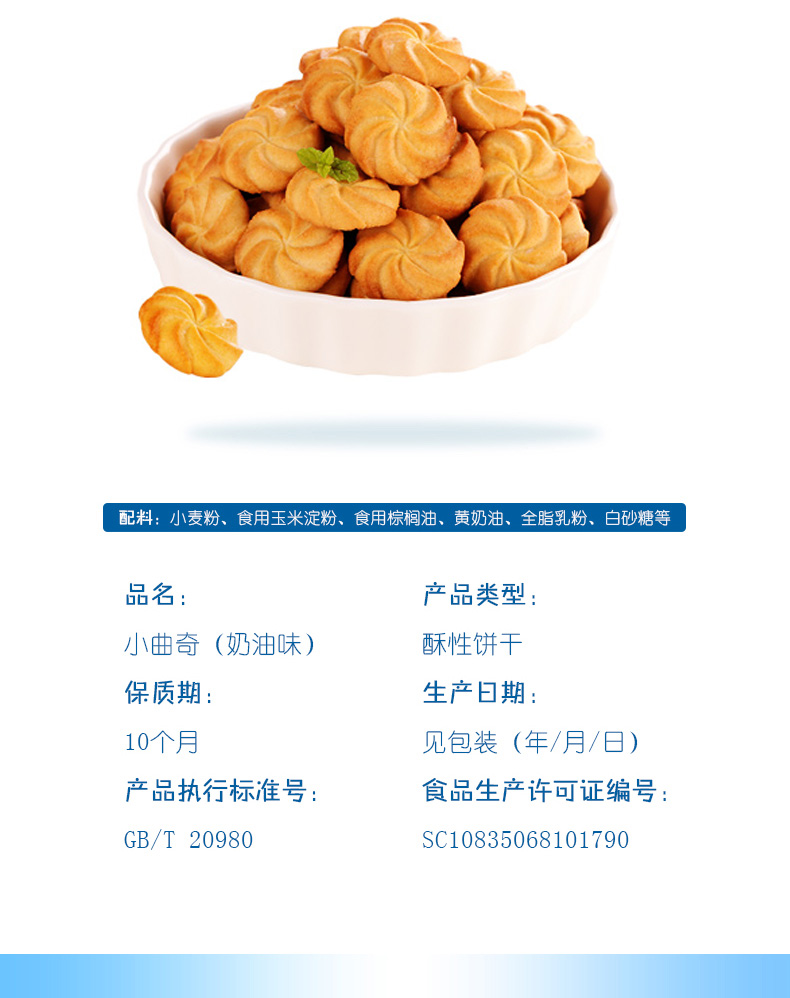 配料：小麦粉、食用玉米淀粉、食用棕榈油、黄奶油、全脂乳粉、白砂糖等
品名：
产品类型：
小曲奇（奶油味）
酥性饼干
保质期：
生产日期：
10个月
见包装（年/月/日）
产品执行标准号：
食品生产许可证编号：
GB/T 20980
SC10835068101790